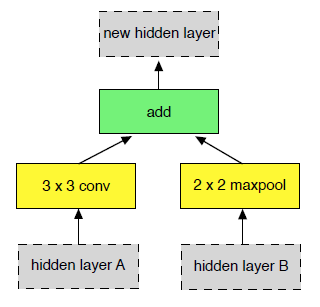 new hidden layer
add
3 x 3 conv
2 x 2 maxpool
hidden layer A
hidden layer B